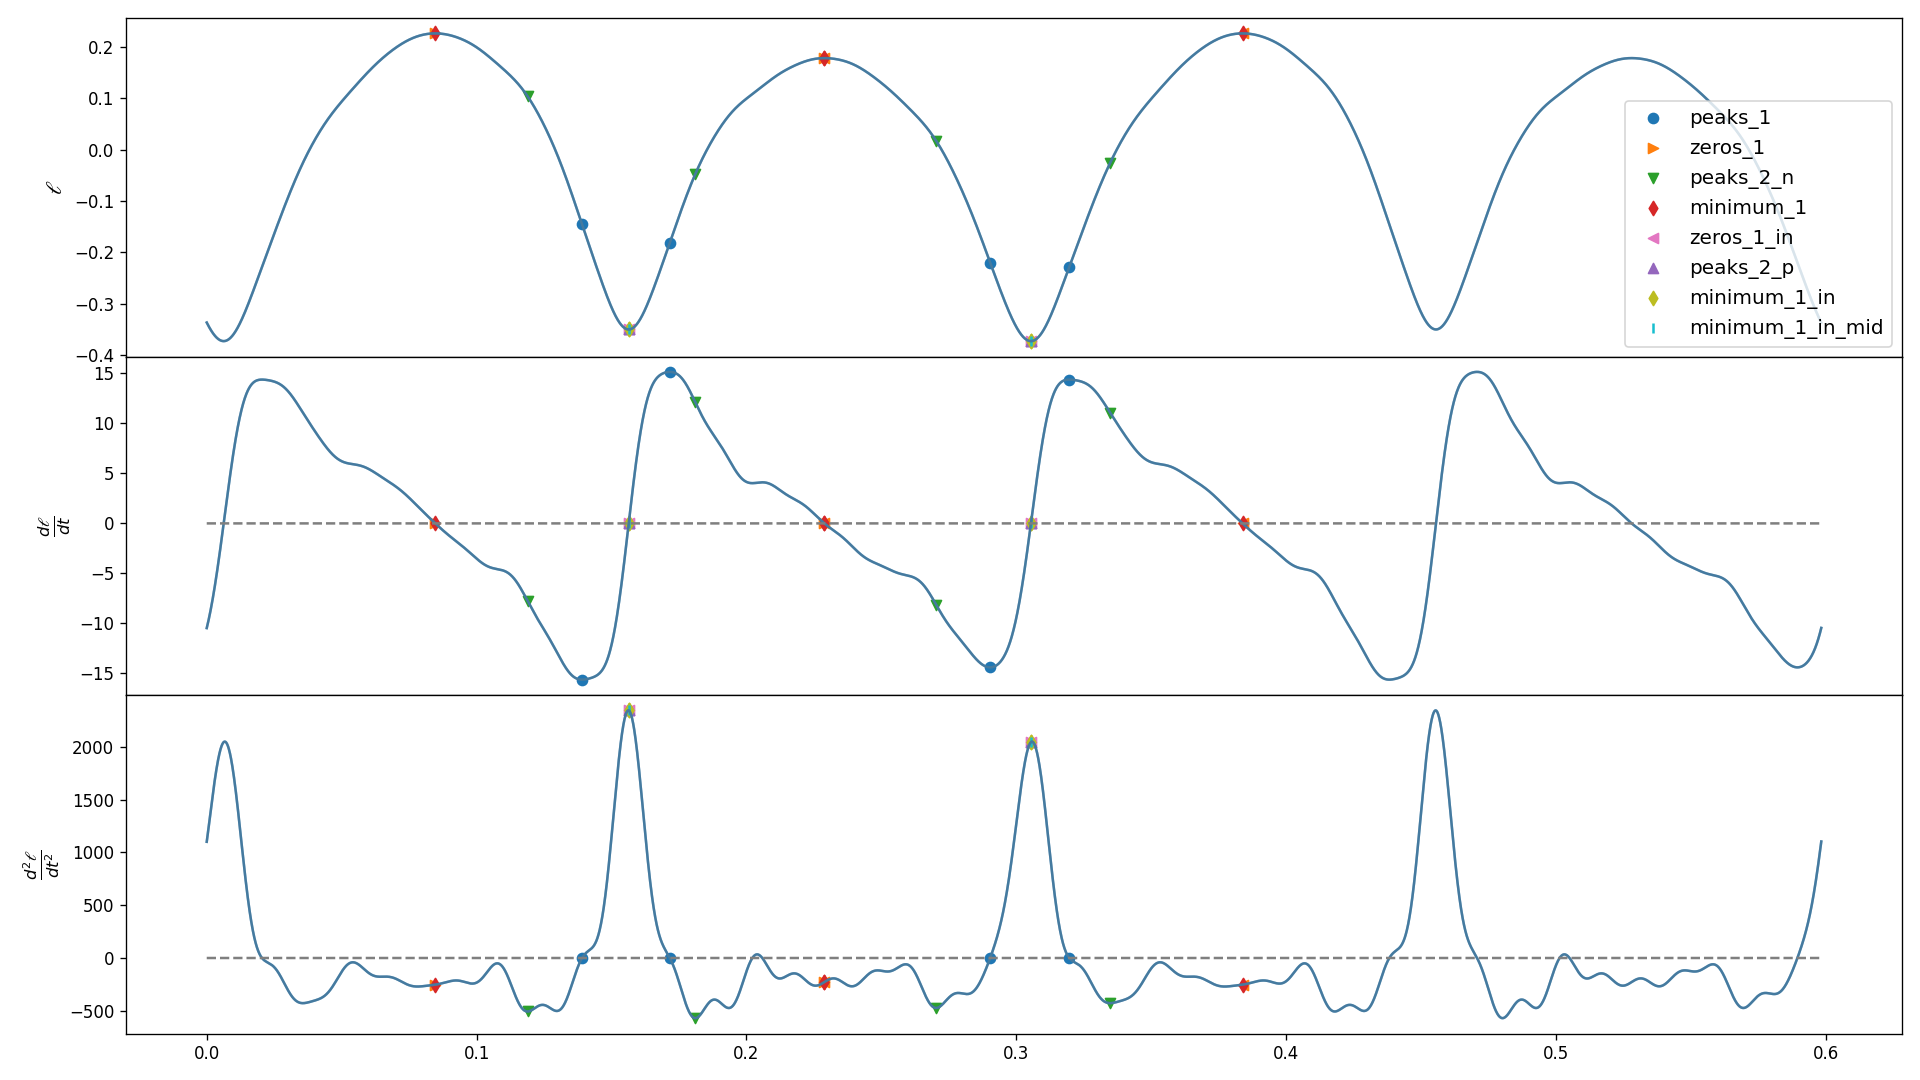 0.2
0.1
0.0
−0.1
−0.2
−0.3
−0.4
ℓ
peaks_1
zeros_1
peaks_2_n
minimum_1
zeros_1_in
peaks_2_p
minimum_1_in
minimum_1_in_mid
15
10
5
0
−5
−10
−15
dℓ
dt
2000
1500
1000
500
0
−500
d²ℓ
dt²
0.0 0.1 0.2 0.3 0.4 0.5 0.6